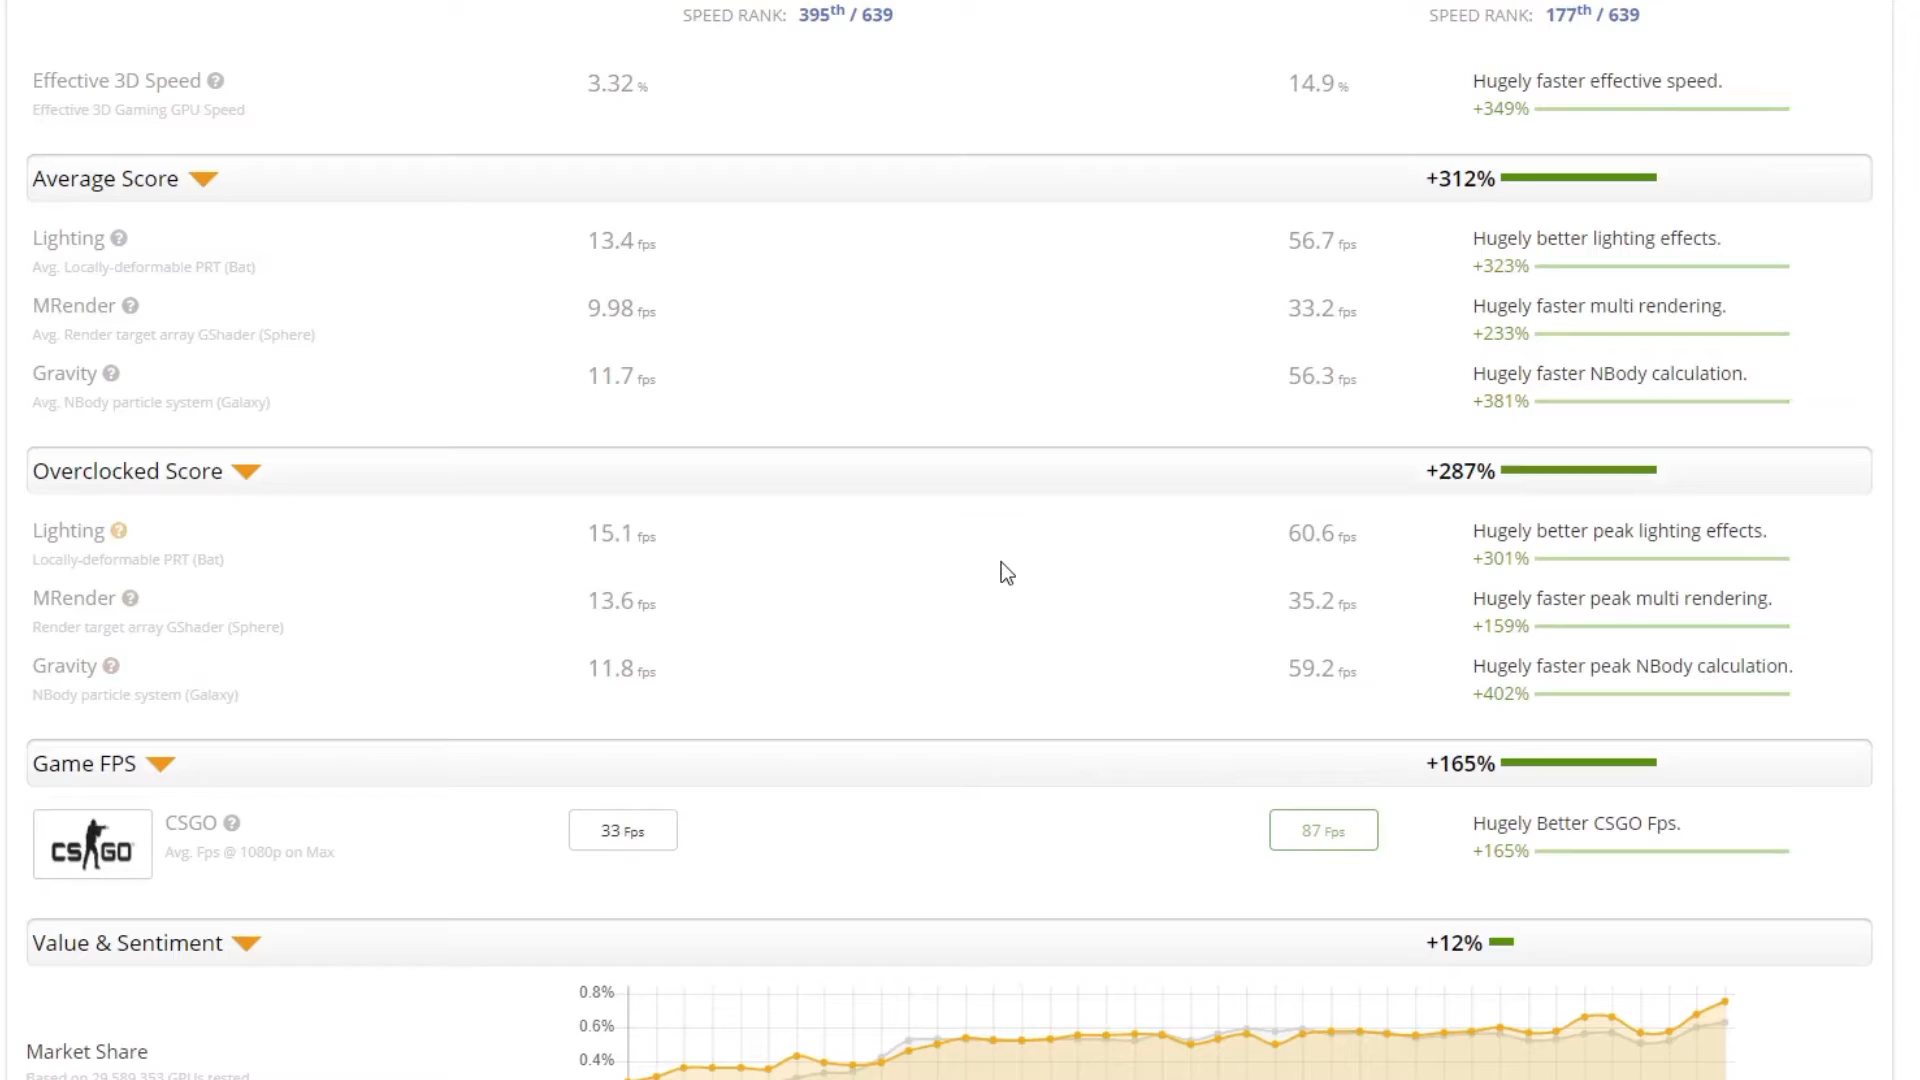 SPEED RANK: 395th / 639 SPEED RANK: 177th / 639
Effective 3D Speed ? 3.32 % 14.9 % Hugely faster effective speed.
Effective 3D Gaming GPU Speed +349%
Average Score +312%
Lighting ? 13.4 fps 56.7 fps Hugely better lighting effects.
Avg. Locally-deformable PRT (Bat) +323%
MRender ? 9.98 fps 33.2 fps Hugely faster multi rendering.
Avg. Render target array GShader (Sphere) +233%
Gravity ? 11.7 fps 56.3 fps Hugely faster NBody calculation.
Avg. NBody particle system (Galaxy) +381%
Overclocked Score +287%
Lighting ? 15.1 fps 60.6 fps Hugely better peak lighting effects.
Locally-deformable PRT (Bat) +301%
MRender ? 13.6 fps 35.2 fps Hugely faster peak multi rendering.
Render target array GShader (Sphere) +159%
Gravity ? 11.8 fps 59.2 fps Hugely faster peak NBody calculation.
NBody particle system (Galaxy) +402%
Game FPS +165%
CSGO ? 33 Fps 87 Fps Hugely Better CSGO Fps.
CS GO Avg. Fps @ 1080p on Max +165%
Value & Sentiment +12%
0.8%
0.6%
Market Share
0.4%
Based on 29,589,353 GPUs tested